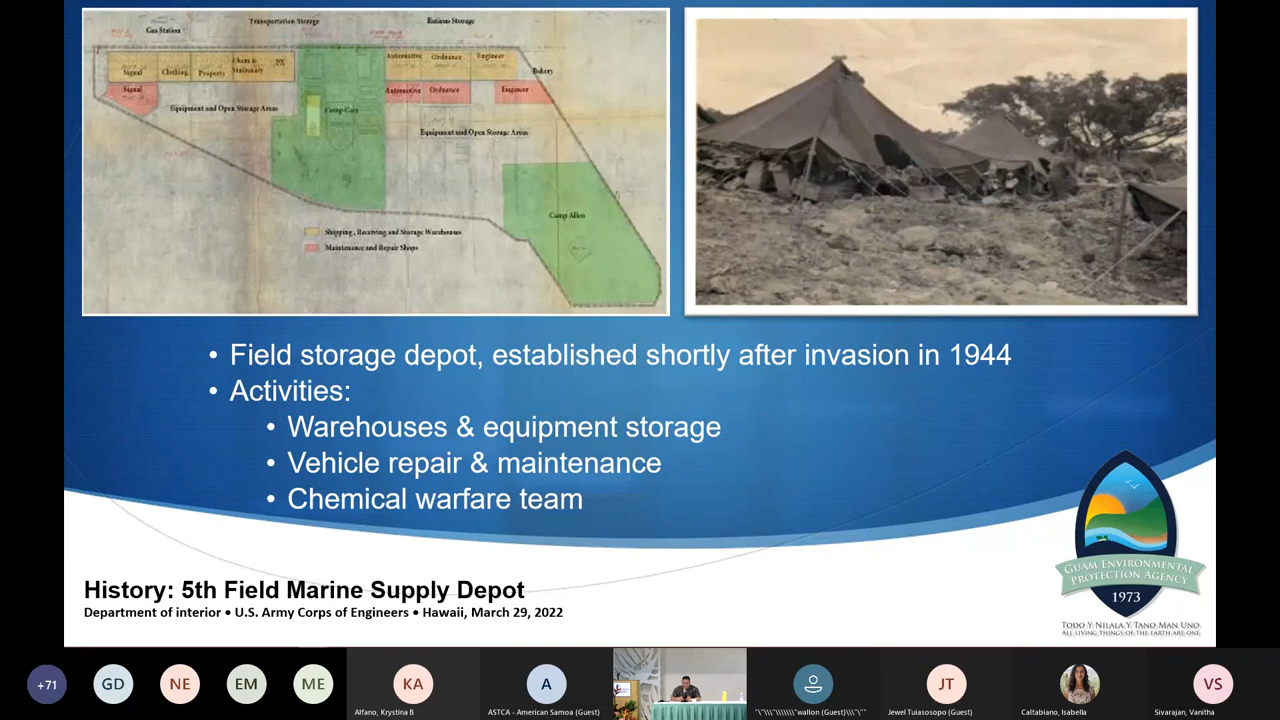 Transportation Storage
Rations Storage
Gas Station
Signal
Clothing
Property
Chem &
Stationary
PX
Automotive
Ordnance
Engineer
Bakery
Signal
Automotive
Ordnance
Engineer
Equipment and Open Storage Areas
Equipment and Open Storage Areas
Camp Allen
Shipping, Receiving and Storage Warehouses
Maintenance and Repair Shops
• Field storage depot, established shortly after invasion in 1944
• Activities:
• Warehouses & equipment storage
• Vehicle repair & maintenance
• Chemical warfare team
GUAM ENVIRONMENTAL
PROTECTION AGENCY
1973
TODO Y NILALA Y TANO MAN UNO
ALL LIVING THINGS OF THE EARTH ARE ONE
History: 5th Field Marine Supply Depot
Department of interior • U.S. Army Corps of Engineers • Hawaii, March 29, 2022
+71
GD
NE
EM
ME
KA
A
JT
VS
Alfano, Krystina B
ASTCA - American Samoa (Guest)
"\"\\\"\\\\\\\"wallon (Guest)\\\"\""
Jewel Tuiasosopo (Guest)
Caltabiano, Isabella
Sivarajan, Vanitha